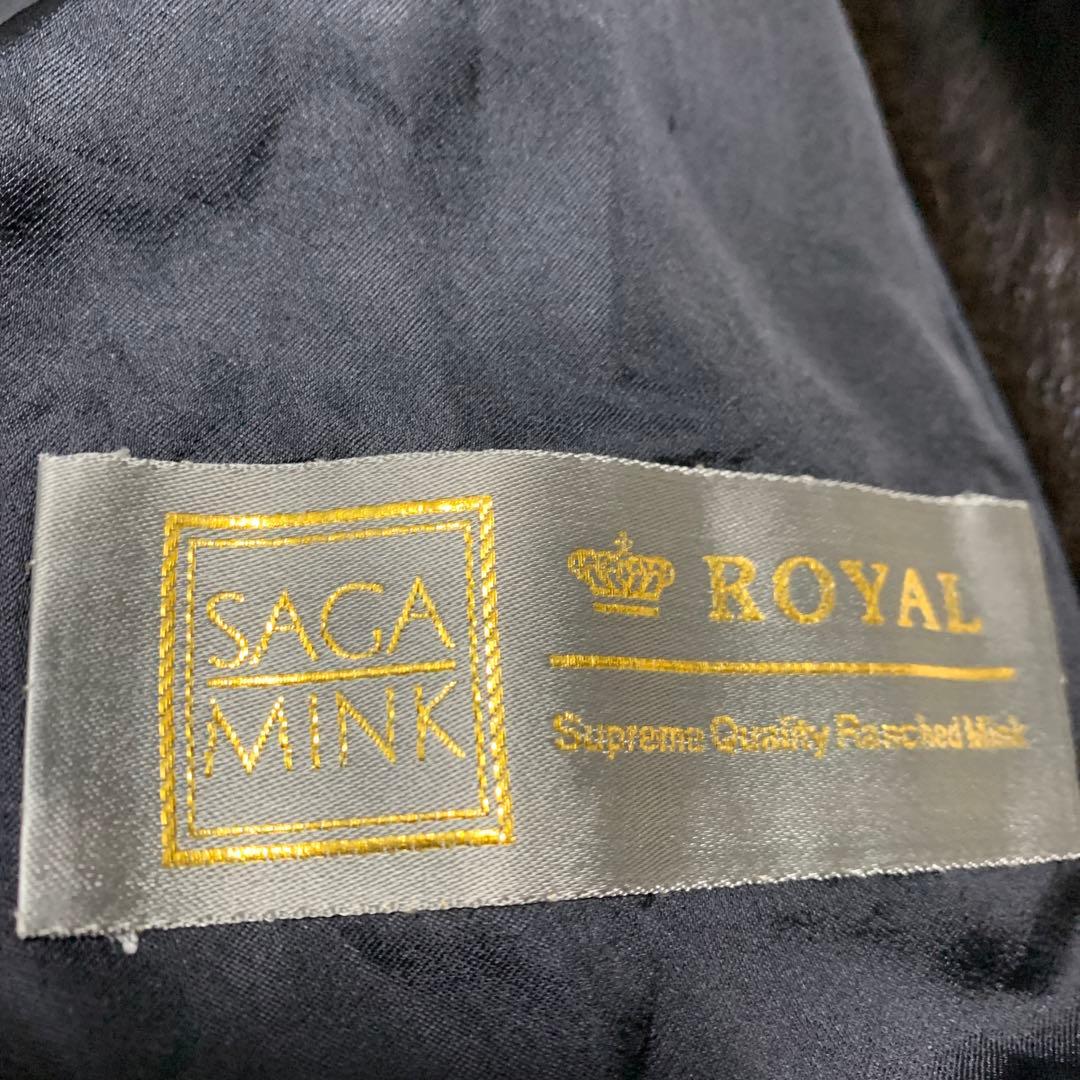 SAGA
MINK
ROYAL
Supreme Quality Ranched Mink